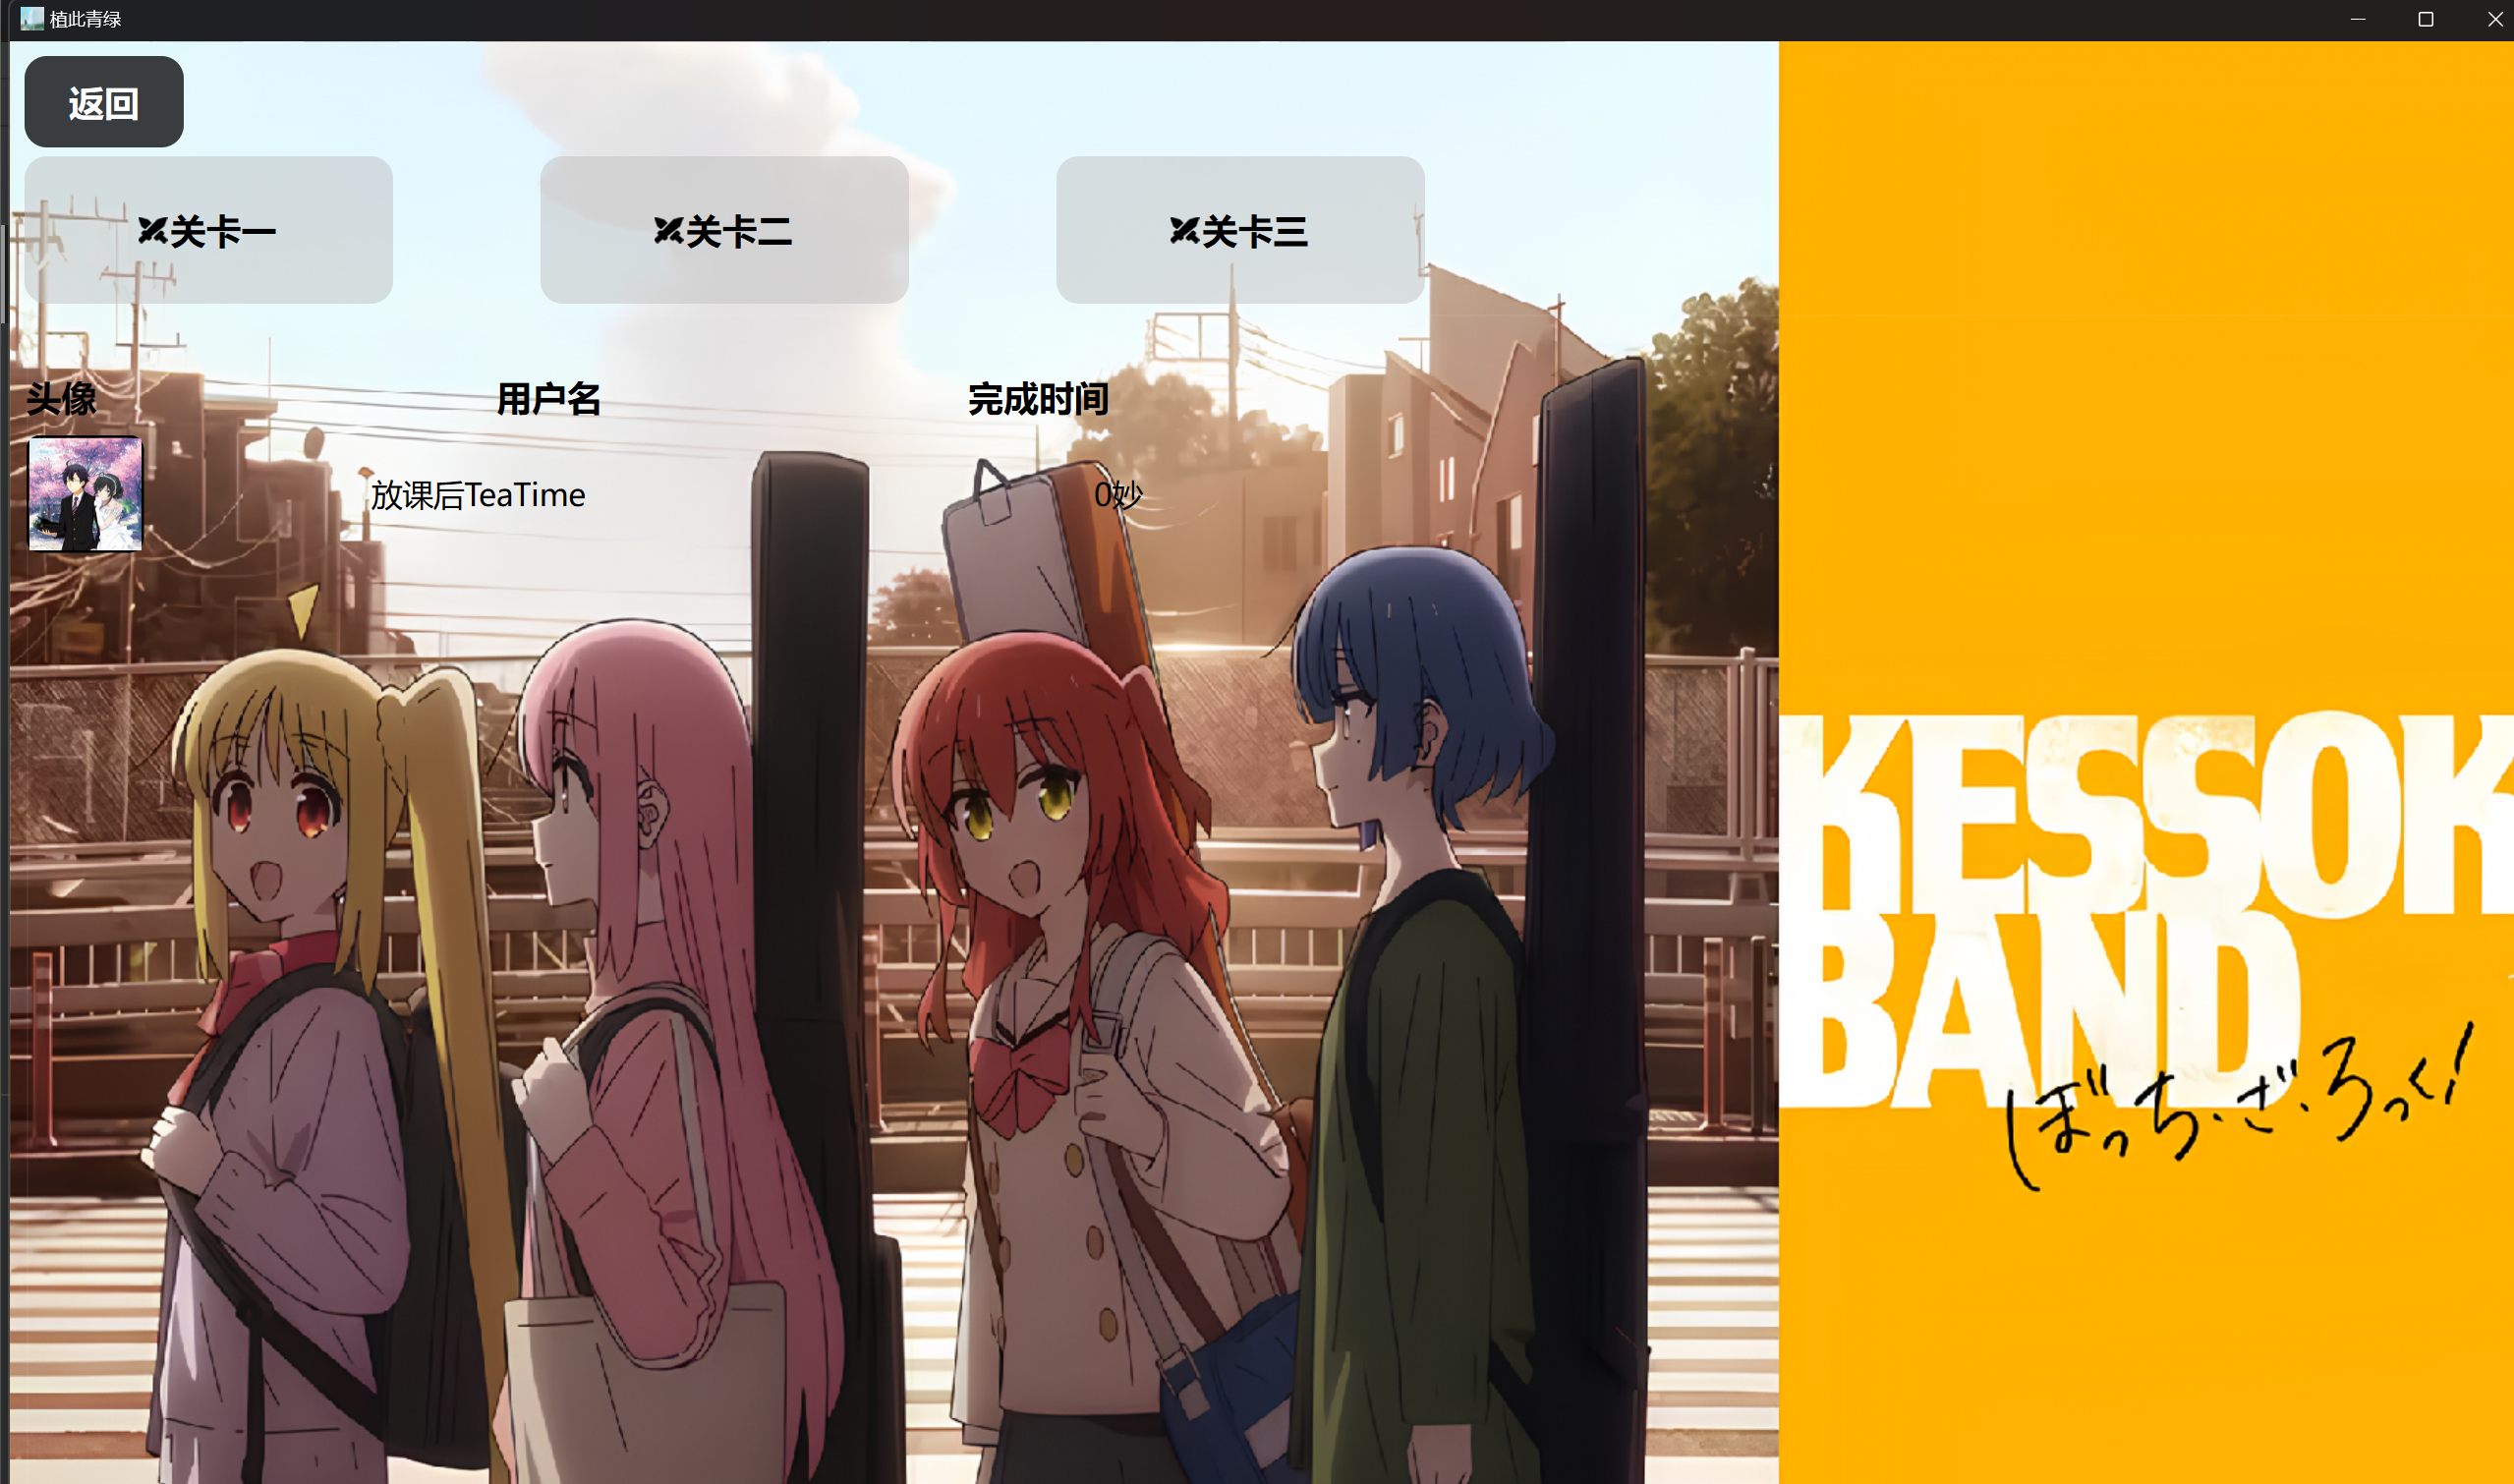 植此青绿
返回
关卡一
关卡二
关卡三
头像 用户名 完成时间
放课后TeaTime 0妙
KESSOK
BAND
ぼっち・ざ・ろっく!